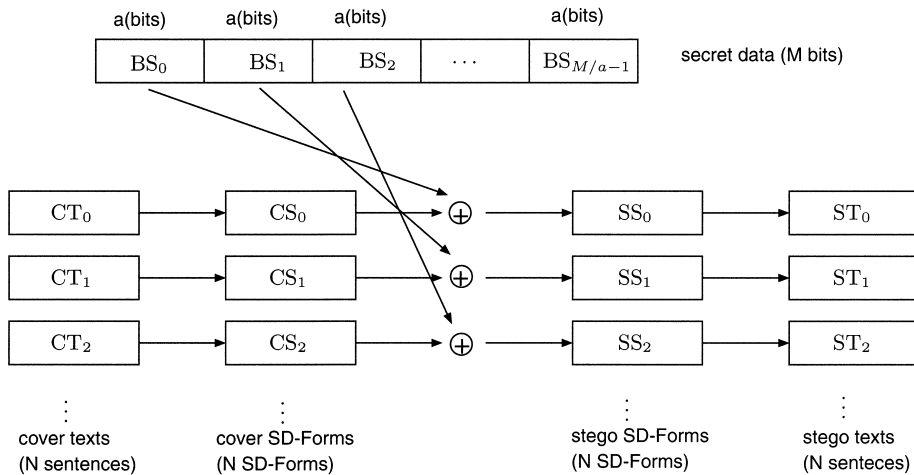 a(bits) a(bits) a(bits) a(bits)
BS₀ BS₁ BS₂ ··· BS_{M/a−1} secret data (M bits)
CT₀ CS₀ + SS₀ ST₀
CT₁ CS₁ + SS₁ ST₁
CT₂ CS₂ + SS₂ ST₂
⋮ ⋮ ⋮ ⋮
cover texts cover SD-Forms stego SD-Forms stego texts
(N sentences) (N SD-Forms) (N SD-Forms) (N senteces)